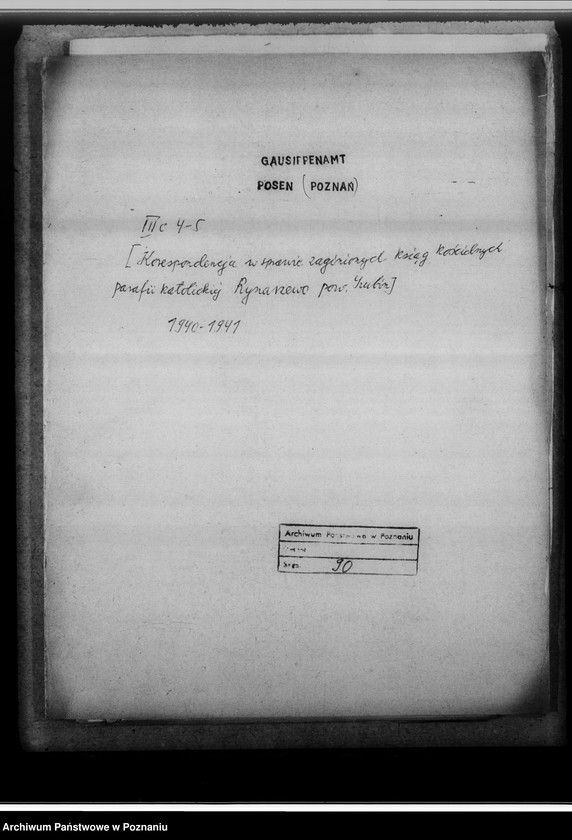 GAUSIPPENAMT
POSEN (POZNAŃ)
III c 4-5
[Korespondencja w sprawie zaginionych ksiąg kościelnych
parafii katolickiej Rynarzewo pow. Szubin]
1940-1941
Archiwum Państwowe w Poznaniu
90
Archiwum Państwowe w Poznaniu